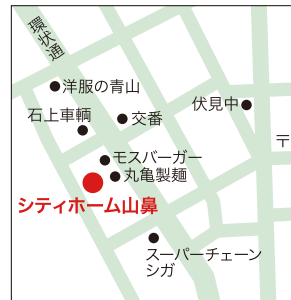 環状通
洋服の青山
石上車輌
交番
伏見中
〒
モスバーガー
丸亀製麺
シティホーム山鼻
スーパーチェーン
シガ